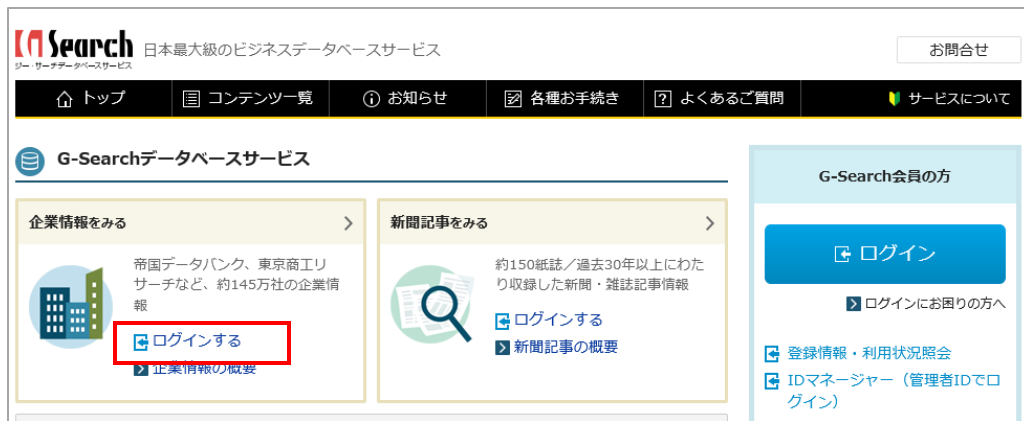 G Search
ジー・サーチデータベースサービス
日本最大級のビジネスデータベースサービス
お問合せ
トップ
コンテンツ一覧
お知らせ
各種お手続き
よくあるご質問
サービスについて
G-Searchデータベースサービス
企業情報をみる
帝国データバンク、東京商工リ
サーチなど、約145万社の企業情
報
ログインする
企業情報の概要
新聞記事をみる
約150紙誌／過去30年以上にわた
り収録した新聞・雑誌記事情報
ログインする
新聞記事の概要
G-Search会員の方
ログイン
ログインにお困りの方へ
登録情報・利用状況照会
IDマネージャー（管理者IDでロ
グイン）